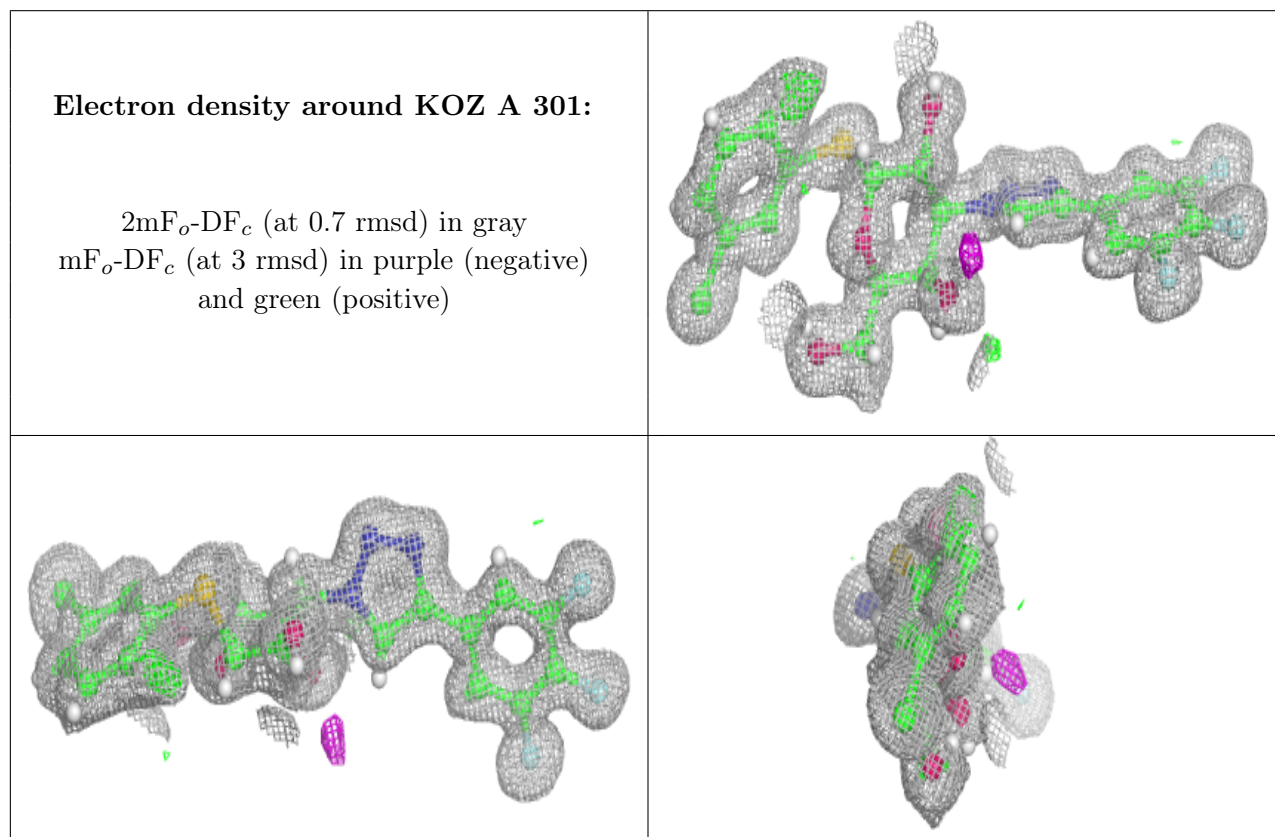 Electron density around KOZ A 301:
2mFo-DFc (at 0.7 rmsd) in gray
mFo-DFc (at 3 rmsd) in purple (negative)
and green (positive)